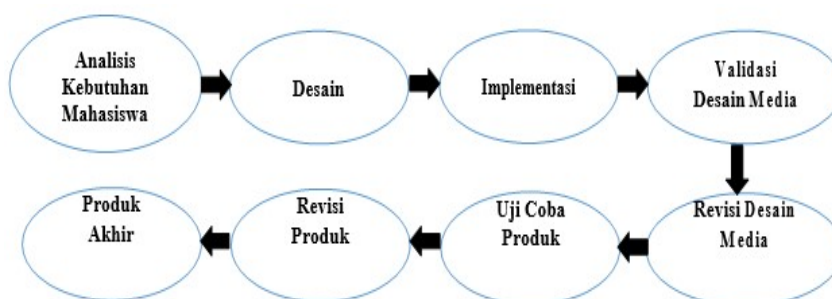 Analisis
Kebutuhan
Mahasiswa
Desain
Implementasi
Validasi
Desain Media
Revisi Desain
Media
Uji Coba
Produk
Revisi
Produk
Produk
Akhir